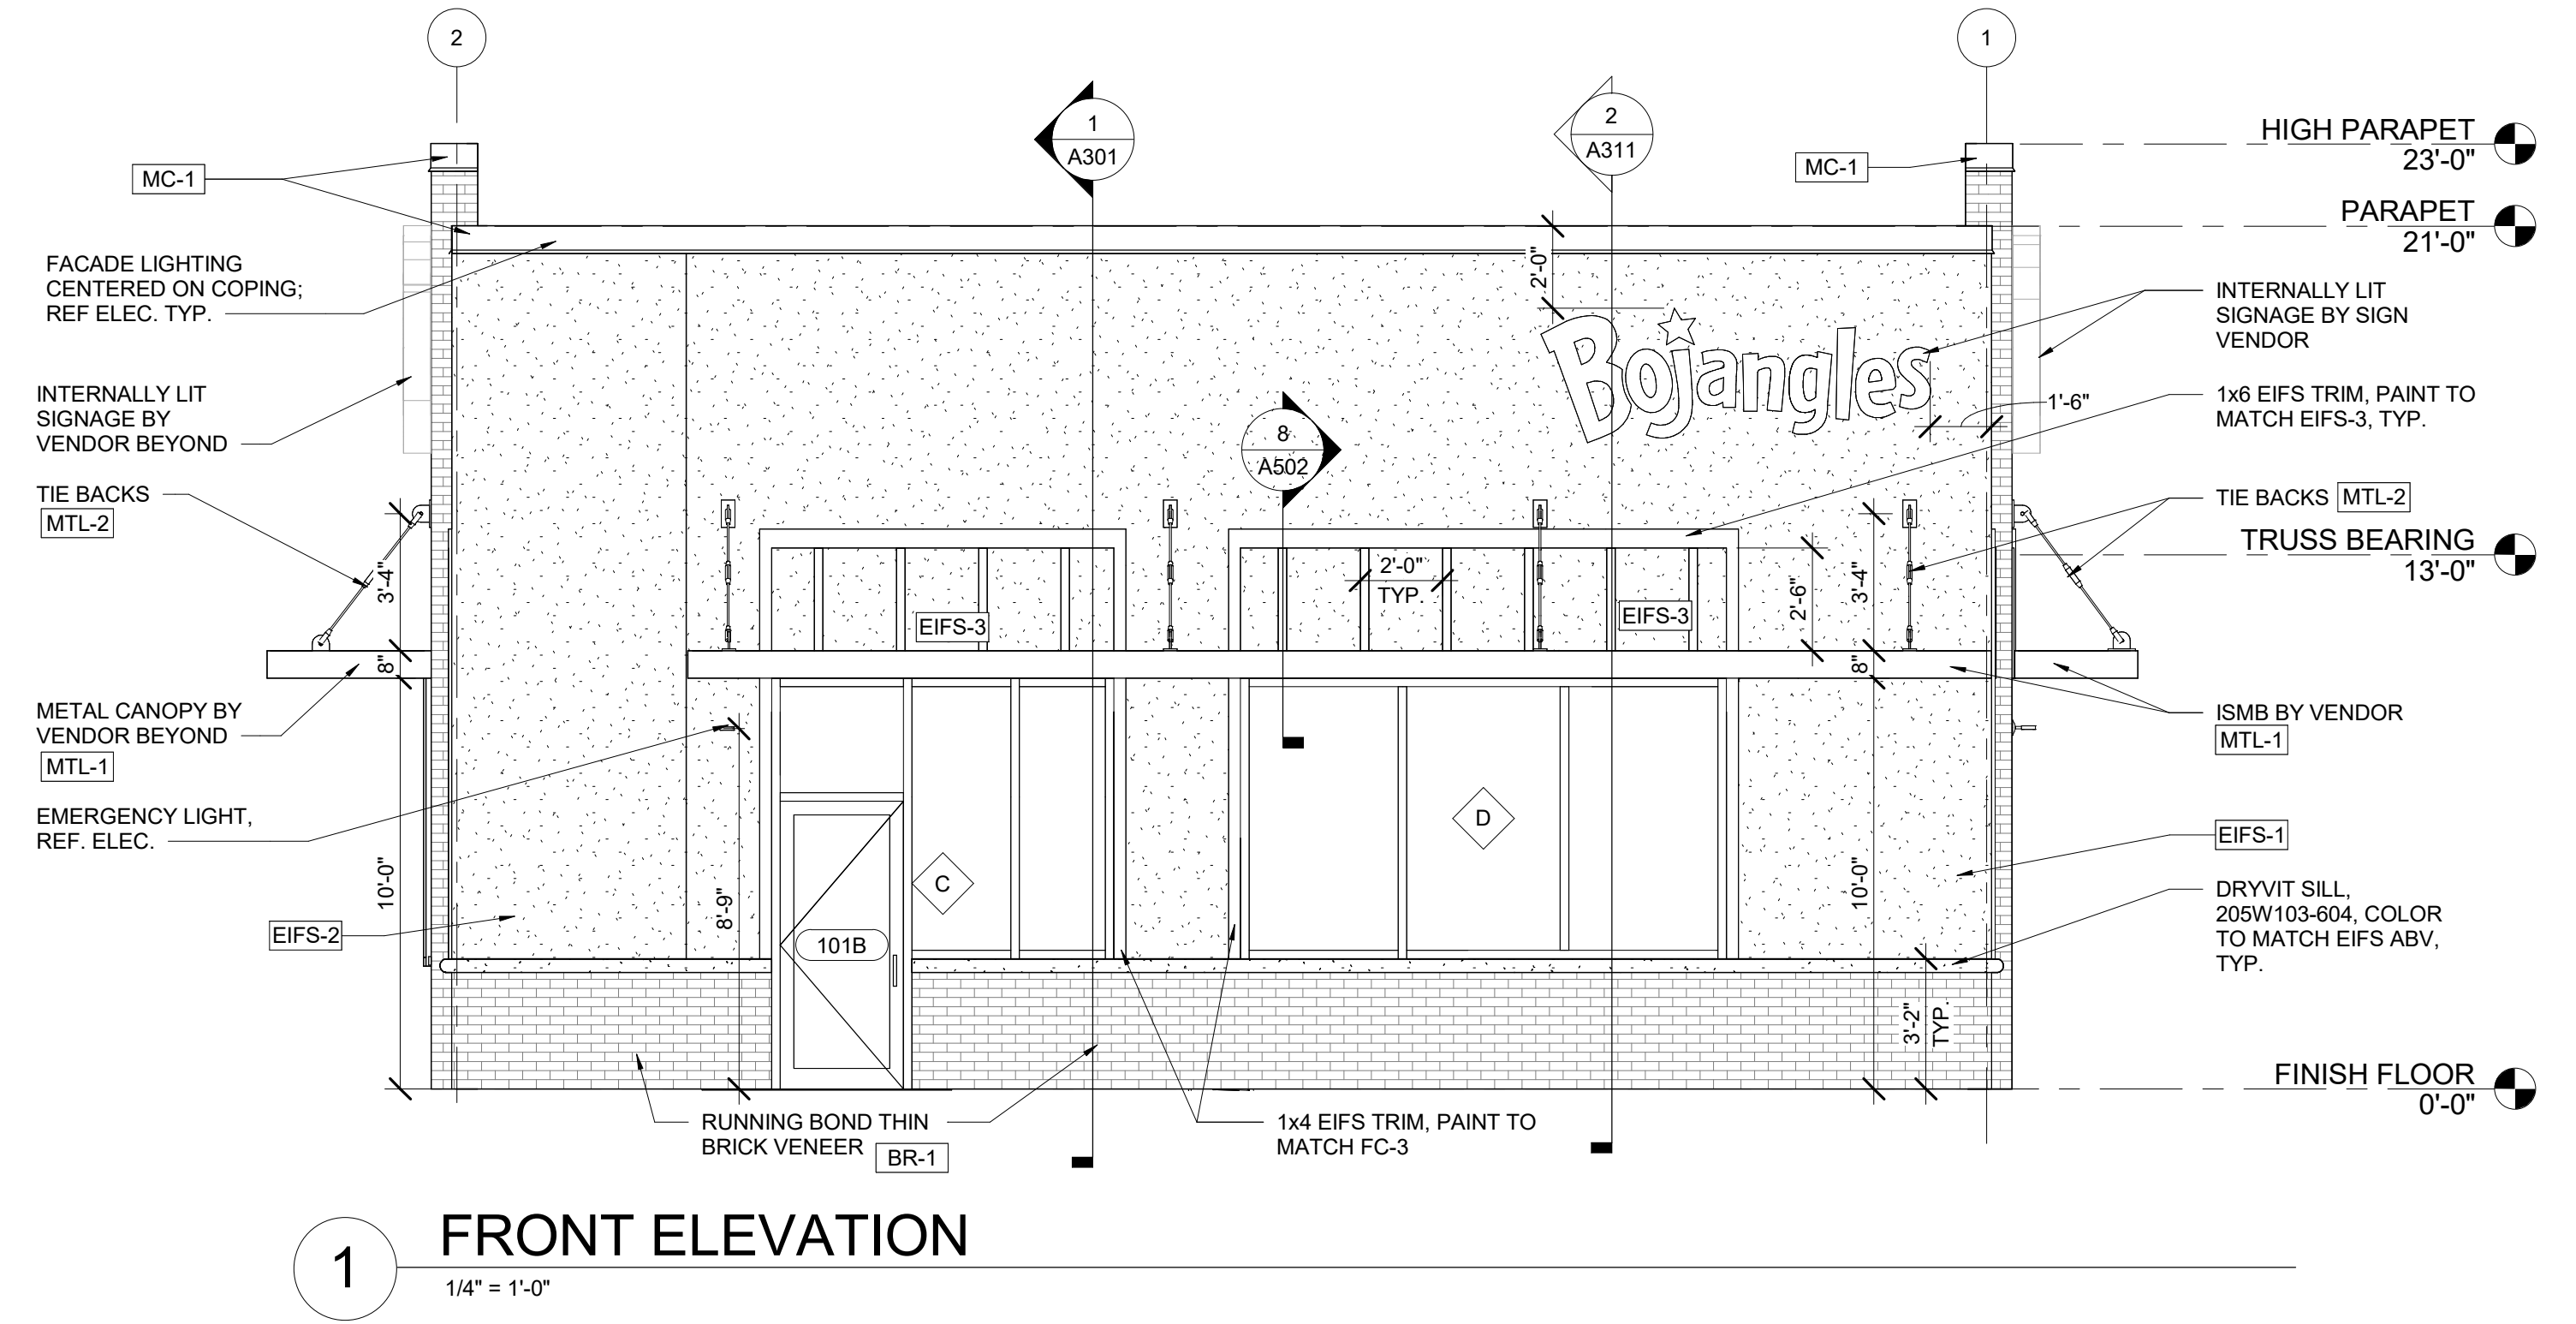 2
1
1
A301
2
A311
HIGH PARAPET
23'-0"
MC-1
MC-1
PARAPET
21'-0"
FACADE LIGHTING
CENTERED ON COPING;
REF ELEC. TYP.
2'-0"
INTERNALLY LIT
SIGNAGE BY SIGN
VENDOR
Bojangles
INTERNALLY LIT
SIGNAGE BY
VENDOR BEYOND
1'-6"
1x6 EIFS TRIM, PAINT TO
MATCH EIFS-3, TYP.
8
A502
TIE BACKS
MTL-2
TIE BACKS MTL-2
TRUSS BEARING
13'-0"
3'-4"
2'-0"
TYP.
EIFS-3
EIFS-3
2'-6"
3'-4"
8"
8"
METAL CANOPY BY
VENDOR BEYOND
MTL-1
ISMB BY VENDOR
MTL-1
EMERGENCY LIGHT,
REF. ELEC.
D
EIFS-1
C
10'-0"
8'-9"
10'-0"
DRYVIT SILL,
205W103-604, COLOR
TO MATCH EIFS ABV,
TYP.
EIFS-2
101B
3'-2"
TYP.
FINISH FLOOR
0'-0"
RUNNING BOND THIN
BRICK VENEER BR-1
1x4 EIFS TRIM, PAINT TO
MATCH FC-3
1
FRONT ELEVATION
1/4" = 1'-0"